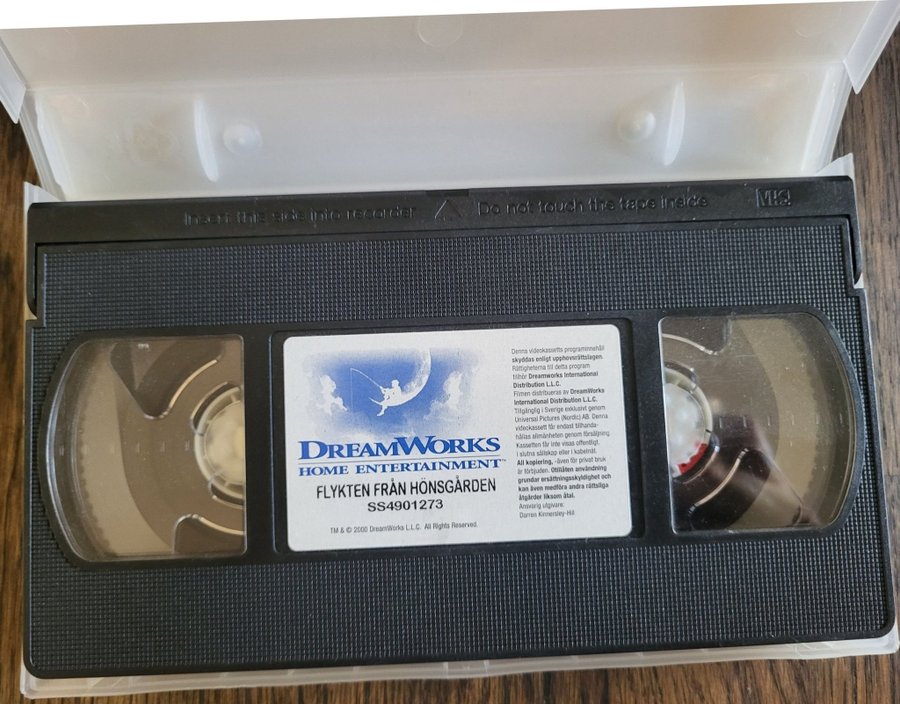 Insert this side into recorder △ Do not touch the tape inside VHS
DREAMWORKS
HOME ENTERTAINMENT™
FLYKTEN FRÅN HÖNSGÅRDEN
SS4901273
TM & © 2000 DreamWorks L.L.C. All Rights Reserved.
Denna videokassetts programinnehåll
skyddas enligt upphovsrättslagen.
Rättigheterna till detta program
tillhör Dreamworks International
Distribution L.L.C.
Filmen distribueras av DreamWorks
International Distribution L.L.C.
Tillgänglig i Sverige exklusivt genom
Universal Pictures (Nordic) AB. Denna
videokassett får endast tillhanda-
hållas allmänheten genom försäljning.
Kassetten får inte visas offentligt,
i slutna sällskap eller i kabelnät.
All kopiering, -även för privat bruk
är förbjuden. Otillåten användning
grundar ersättningsskyldighet och
kan även medföra andra rättsliga
åtgärder liksom åtal.
Ansvarig utgivare:
Darren Kinnersley-Hill